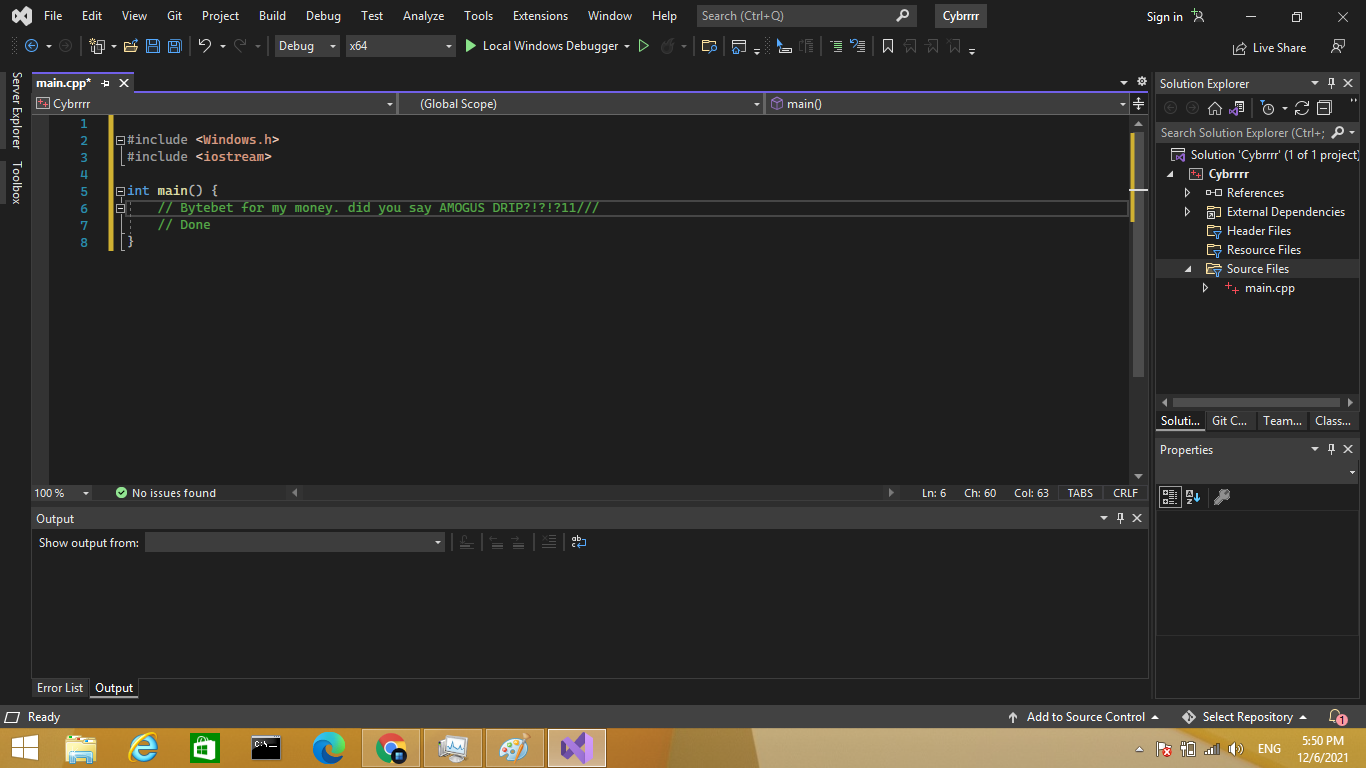 File Edit View Git Project Build Debug Test Analyze Tools Extensions Window Help Search (Ctrl+Q) Cybrrrr Sign in
Debug x64 Local Windows Debugger Live Share
Server Explorer
Toolbox
main.cpp*
Cybrrrr (Global Scope) main()
1
2 #include <Windows.h>
3 #include <iostream>
4
5 int main() {
6 // Bytebet for my money. did you say AMOGUS DRIP?!?!?11///
7 // Done
8 }
100 % No issues found Ln: 6 Ch: 60 Col: 63 TABS CRLF
Output
Show output from:
Error List Output
Solution Explorer
Search Solution Explorer (Ctrl+;
Solution 'Cybrrrr' (1 of 1 project)
Cybrrrr
References
External Dependencies
Header Files
Resource Files
Source Files
main.cpp
Soluti... Git C... Team... Class...
Properties
Ready Add to Source Control Select Repository 1
C:\_
ENG 5:50 PM
12/6/2021